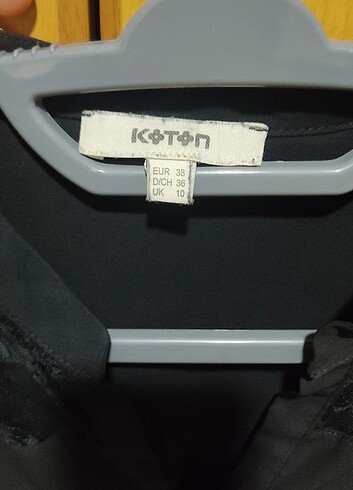 KOTON
EUR 38
D/CH 36
UK 10